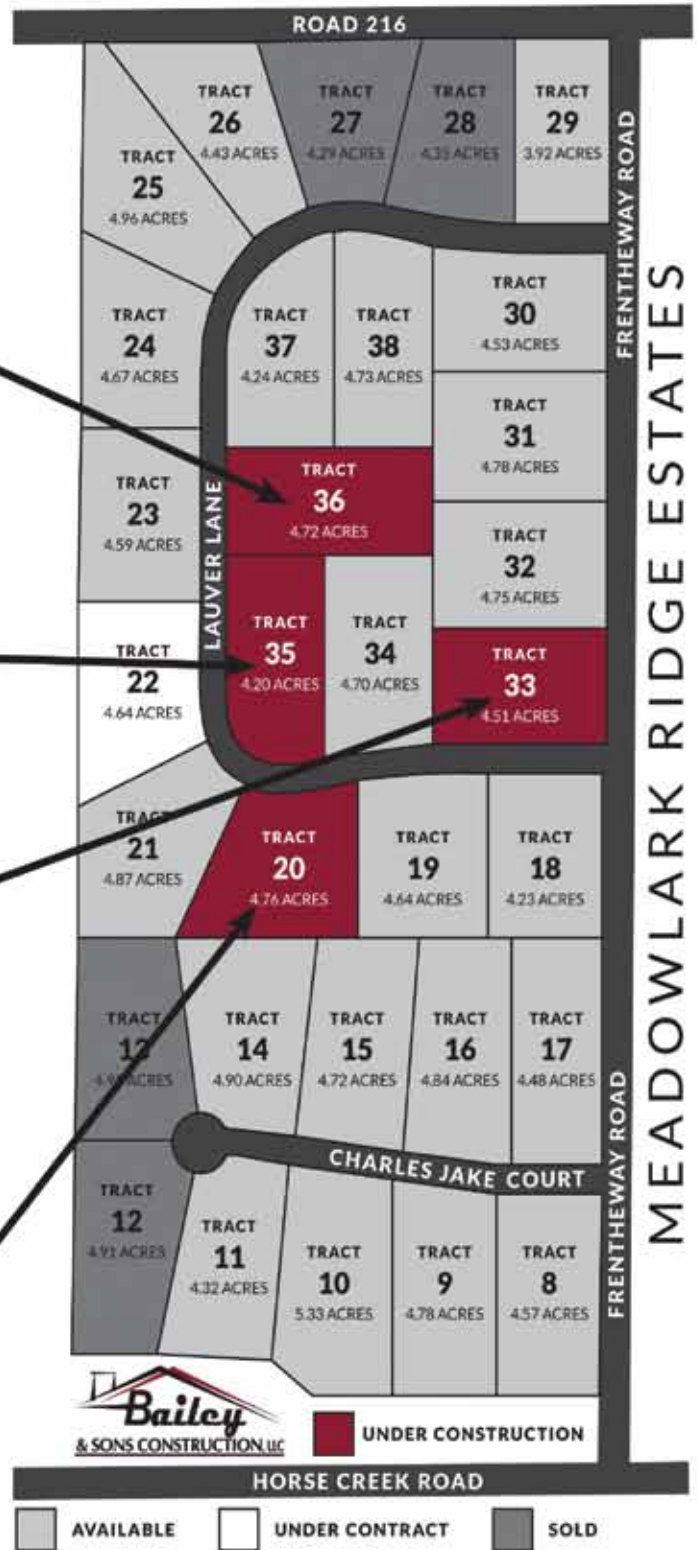 ROAD 216
TRACT
26
4.43 ACRES
TRACT
27
4.29 ACRES
TRACT
28
4.35 ACRES
TRACT
29
3.92 ACRES
TRACT
25
4.96 ACRES
FRENTHEWAY ROAD
TRACT
24
4.67 ACRES
TRACT
37
4.24 ACRES
TRACT
38
4.73 ACRES
TRACT
30
4.53 ACRES
TRACT
31
4.78 ACRES
TRACT
23
4.59 ACRES
LAUVER LANE
TRACT
36
4.72 ACRES
TRACT
32
4.75 ACRES
TRACT
22
4.64 ACRES
TRACT
35
4.20 ACRES
TRACT
34
4.70 ACRES
TRACT
33
4.51 ACRES
MEADOWLARK RIDGE ESTATES
TRACT
21
4.87 ACRES
TRACT
20
4.76 ACRES
TRACT
19
4.64 ACRES
TRACT
18
4.23 ACRES
TRACT
13
ACRES
TRACT
14
4.90 ACRES
TRACT
15
4.72 ACRES
TRACT
16
4.84 ACRES
TRACT
17
4.48 ACRES
CHARLES JAKE COURT
FRENTHEWAY ROAD
TRACT
12
4.91 ACRES
TRACT
11
4.32 ACRES
TRACT
10
5.33 ACRES
TRACT
9
4.78 ACRES
TRACT
8
4.57 ACRES
Bailey
& SONS CONSTRUCTION, LLC
UNDER CONSTRUCTION
HORSE CREEK ROAD
AVAILABLE
UNDER CONTRACT
SOLD